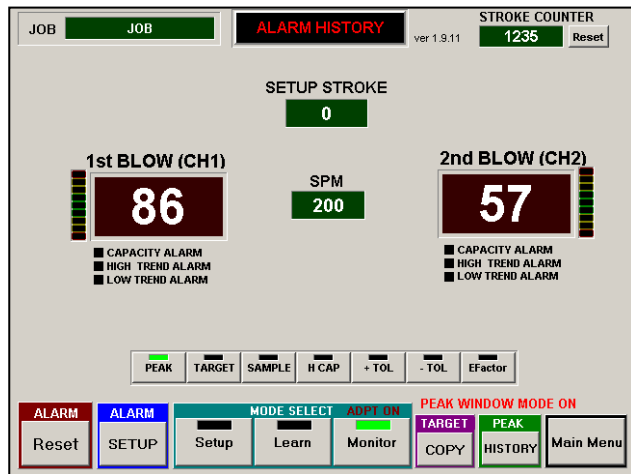 JOB
JOB
ALARM HISTORY
ver 1.9.11
STROKE COUNTER
1235
Reset
SETUP STROKE
0
1st BLOW (CH1)
86
CAPACITY ALARM
HIGH TREND ALARM
LOW TREND ALARM
SPM
200
2nd BLOW (CH2)
57
CAPACITY ALARM
HIGH TREND ALARM
LOW TREND ALARM
PEAK
TARGET
SAMPLE
H CAP
+ TOL
- TOL
EFactor
ALARM
Reset
ALARM
SETUP
MODE SELECT
ADPT ON
Setup
Learn
Monitor
PEAK WINDOW MODE ON
TARGET
COPY
PEAK
HISTORY
Main Menu